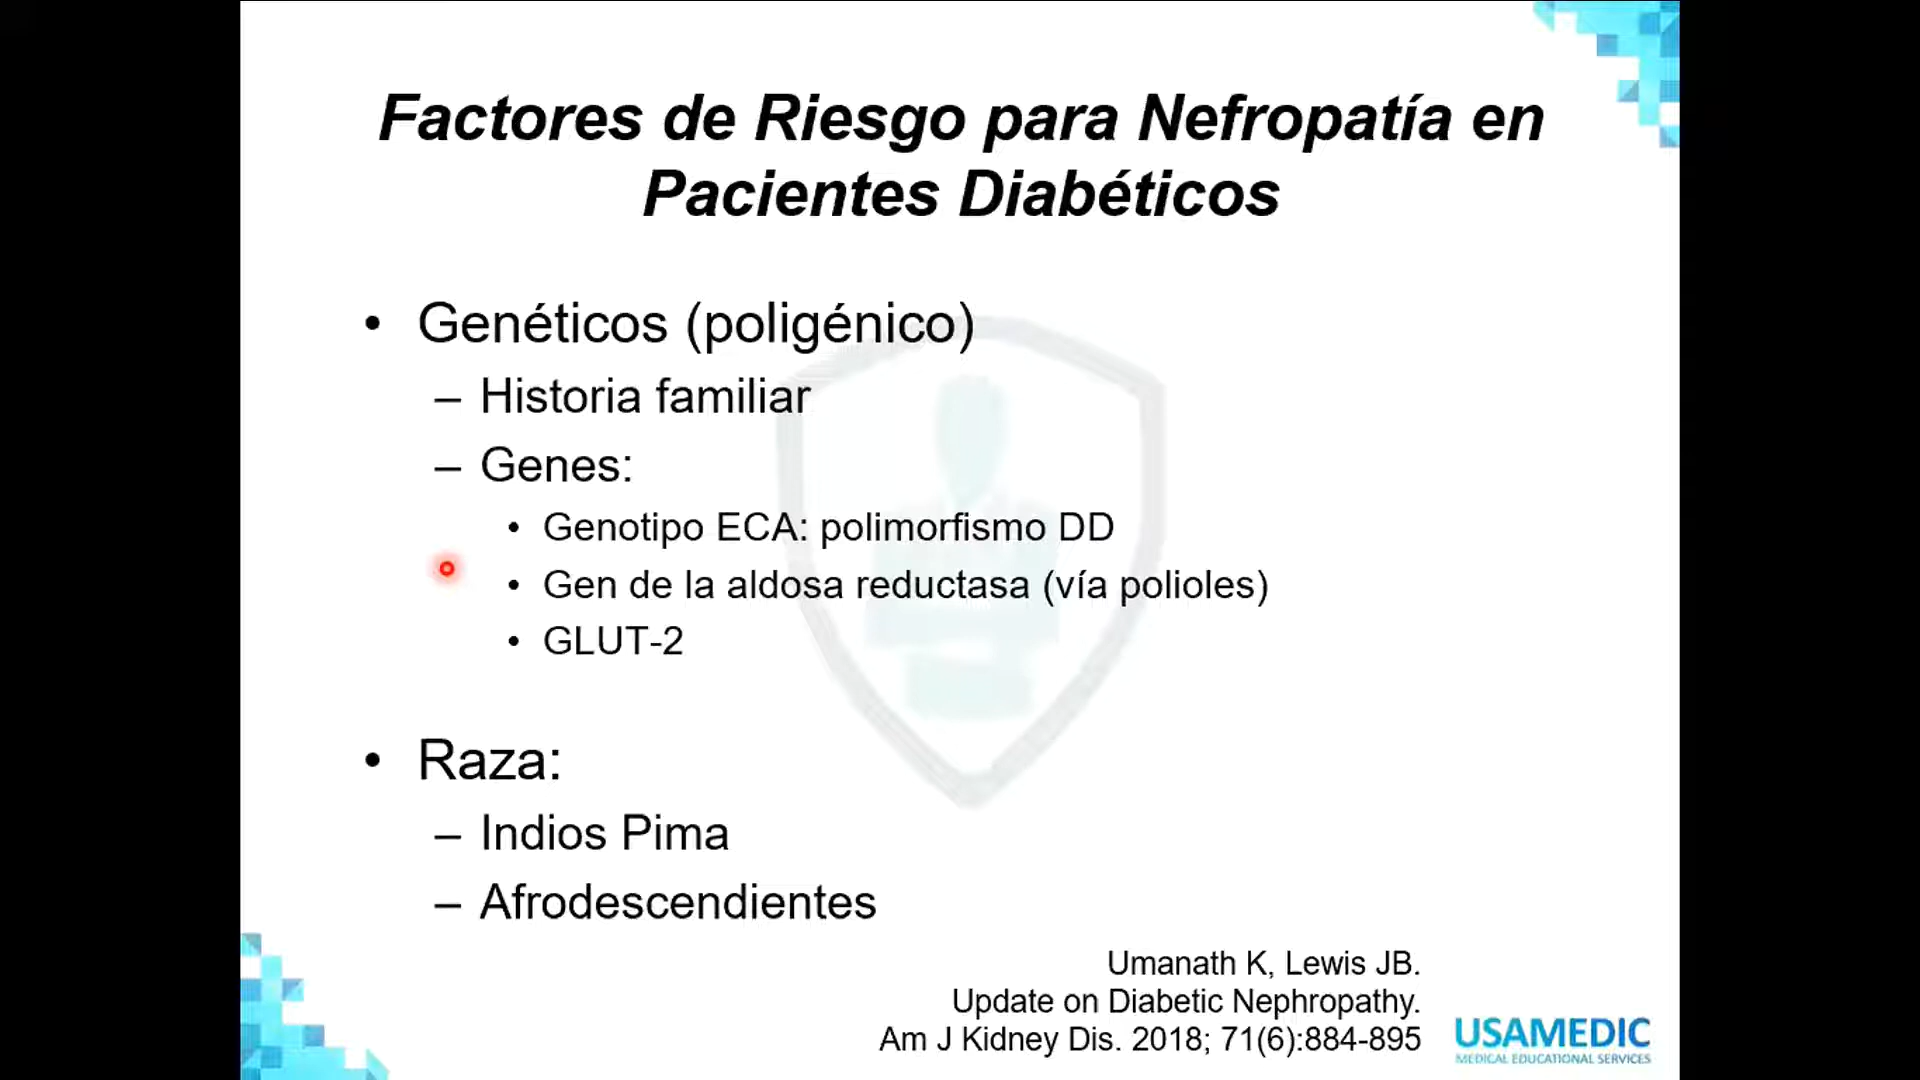 Factores de Riesgo para Nefropatía en
Pacientes Diabéticos
• Genéticos (poligénico)
– Historia familiar
– Genes:
• Genotipo ECA: polimorfismo DD
• Gen de la aldosa reductasa (vía polioles)
• GLUT-2
• Raza:
– Indios Pima
– Afrodescendientes
Umanath K, Lewis JB.
Update on Diabetic Nephropathy.
Am J Kidney Dis. 2018; 71(6):884-895
USAMEDIC
MEDICAL EDUCATIONAL SERVICES